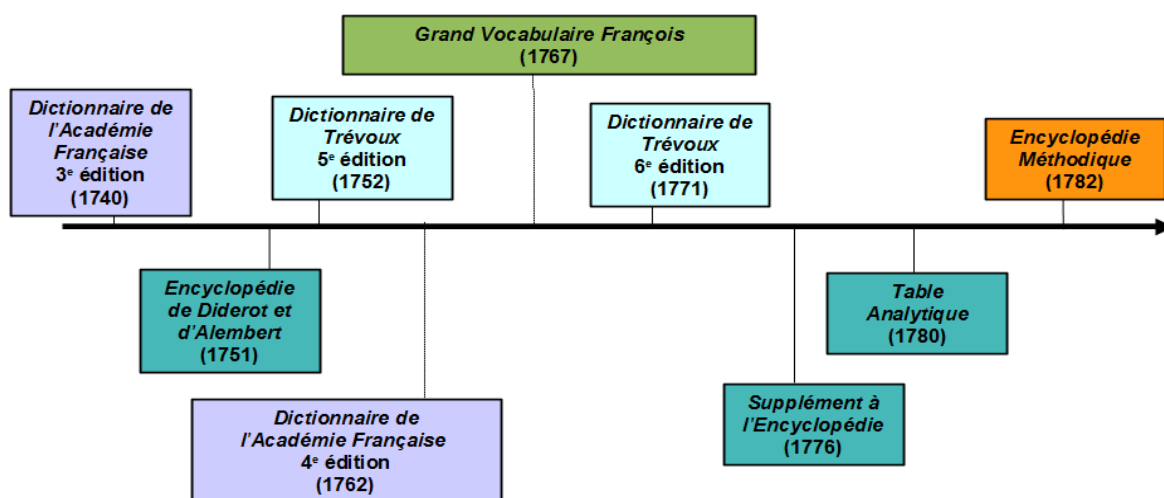 Grand Vocabulaire François
(1767)
Dictionnaire de
l'Académie
Française
3e édition
(1740)
Dictionnaire de
Trévoux
5e édition
(1752)
Dictionnaire de
Trévoux
6e édition
(1771)
Encyclopédie
Méthodique
(1782)
Encyclopédie
de Diderot et
d'Alembert
(1751)
Table
Analytique
(1780)
Dictionnaire de
l'Académie Française
4e édition
(1762)
Supplément à
l'Encyclopédie
(1776)